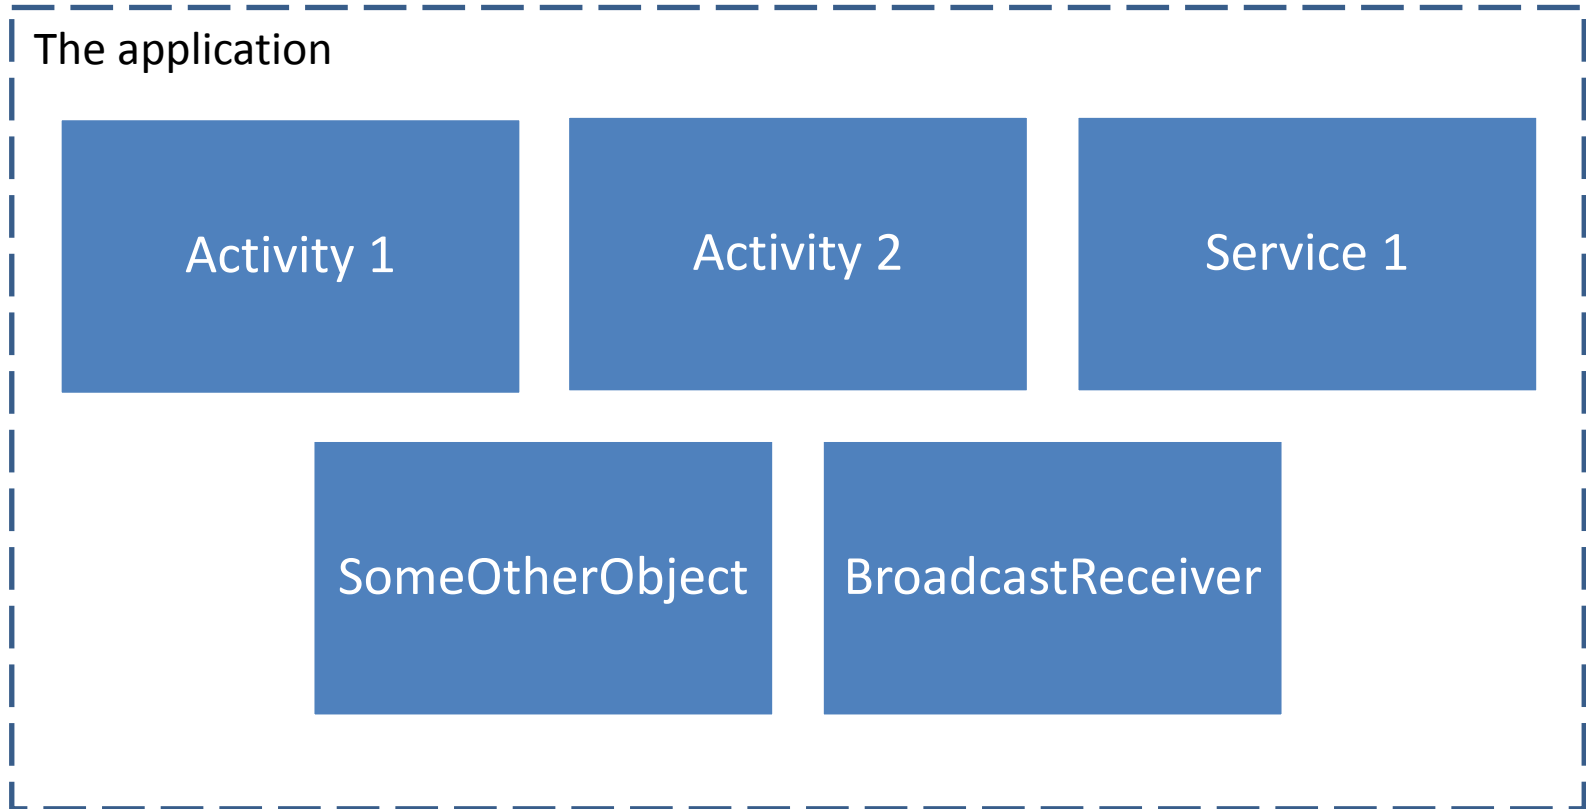 The application
Activity 1
Activity 2
Service 1
SomeOtherObject
BroadcastReceiver